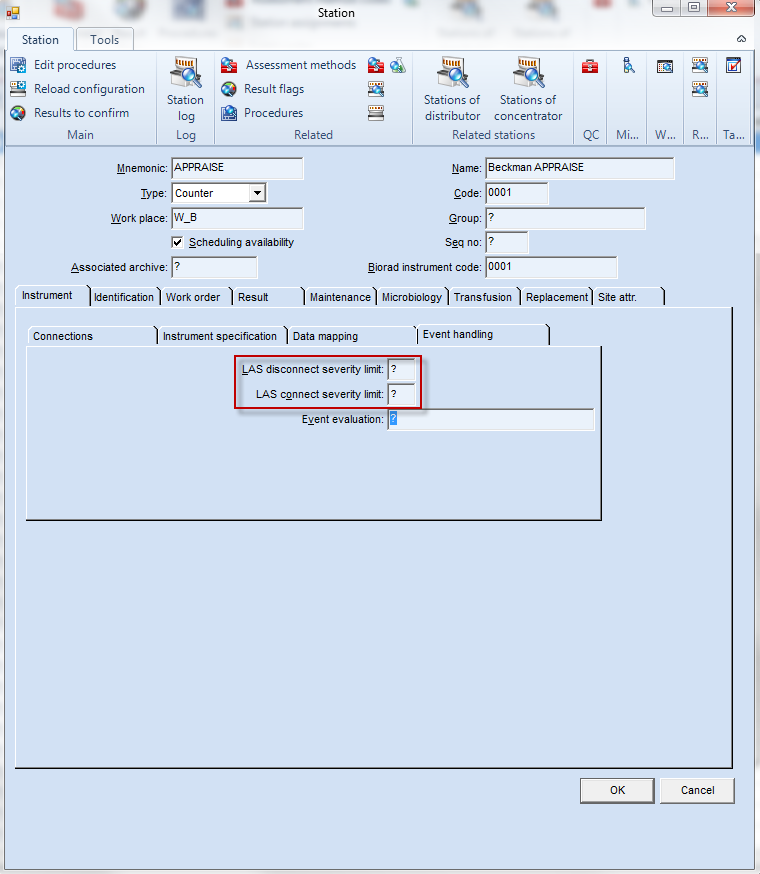 Station
Station Tools
Edit procedures
Reload configuration
Results to confirm
Main
Station
log
Log
Assessment methods
Result flags
Procedures
Related
Stations of
distributor
Stations of
concentrator
Related stations
QC
Mi...
W...
R...
Ta...
Mnemonic: APPRAISE
Name: Beckman APPRAISE
Type: Counter
Code: 0001
Work place: W_B
Group: ?
Scheduling availability
Seq no: ?
Associated archive: ?
Biorad instrument code: 0001
Instrument Identification Work order Result Maintenance Microbiology Transfusion Replacement Site attr.
Connections Instrument specification Data mapping Event handling
LAS disconnect severity limit: ?
LAS connect severity limit: ?
Event evaluation: ?
OK Cancel